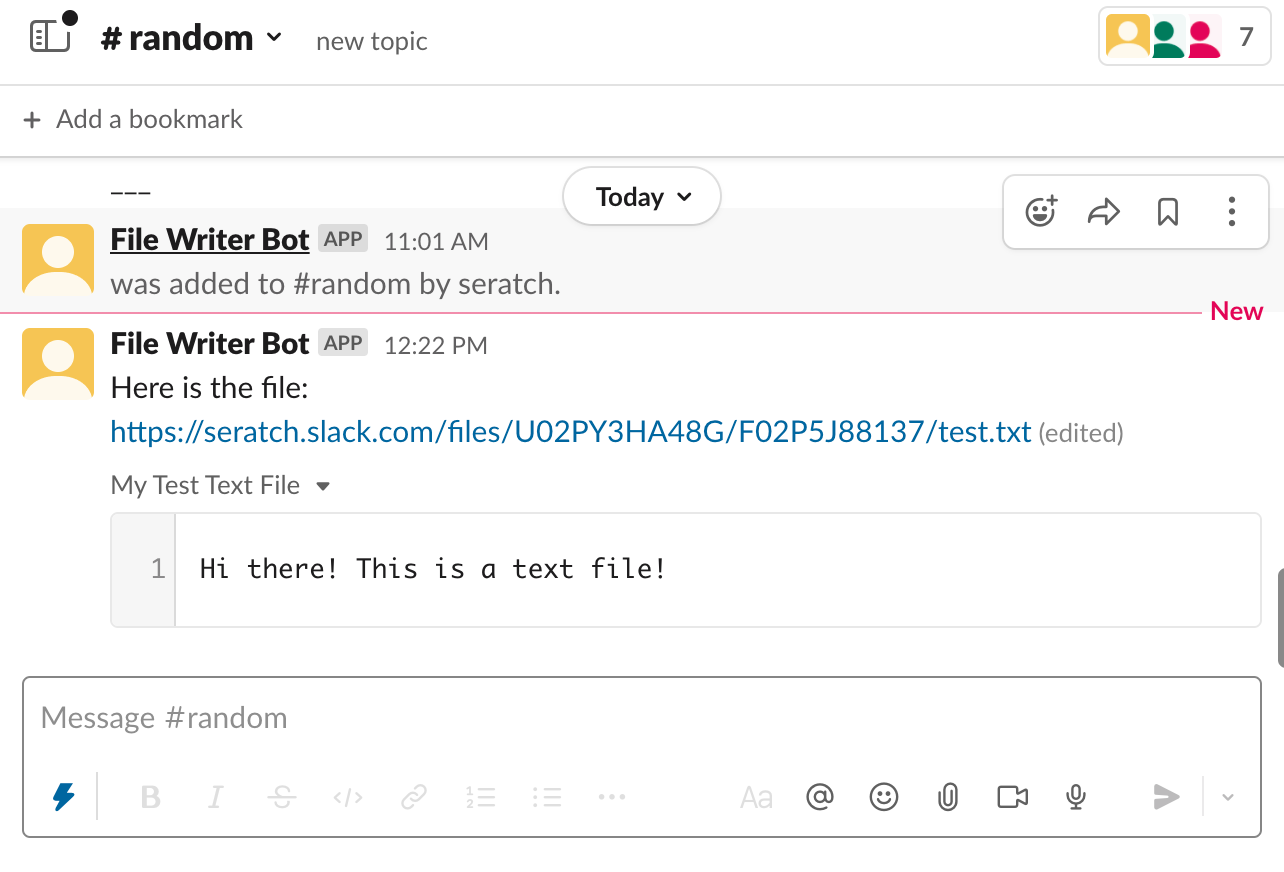 # random new topic 7
+ Add a bookmark
---
Today
File Writer Bot APP 11:01 AM
was added to #random by seratch.
New
File Writer Bot APP 12:22 PM
Here is the file:
https://seratch.slack.com/files/U02PY3HA48G/F02P5J88137/test.txt (edited)
My Test Text File
1 Hi there! This is a text file!
Message #random
B I S </> Aa @